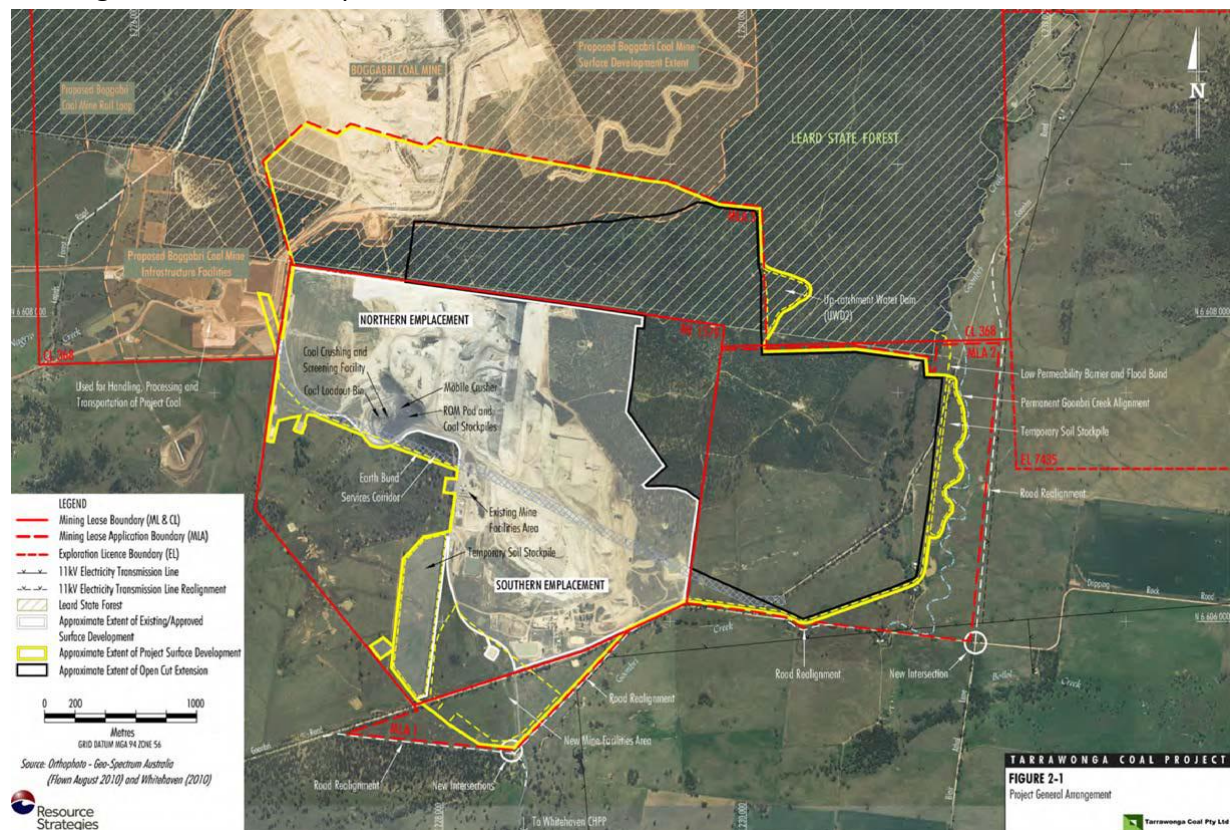 Proposed Boggabri Coal Mine
Surface Development Extent
BOGGABRI COAL MINE
Proposed Boggabri
Coal Mine Rail Loop
N
LEARD STATE FOREST
MLA 3
Proposed Boggabri Coal Mine
Infrastructure Facilities
Up-catchment Water Dam
(UWD2)
N 6 608 000
N 6 608 000
NORTHERN EMPLACEMENT
CL 368
CL 368
MLA 2
Coal Crushing and
Screening Facility
Coal Loadout Bin
Mobile Crusher
ROM Pad and
Coal Stockpiles
Used for Handling, Processing and
Transportation of Project Coal
Low Permeability Barrier and Flood Bund
Permanent Goonbri Creek Alignment
Temporary Soil Stockpile
EL 7435
Road Realignment
Earth Bund
Services Corridor
Existing Mine
Facilities Area
Temporary Soil Stockpile
SOUTHERN EMPLACEMENT
Dripping Rock Road
N 6 606 000
Goonbri
Creek
Road Realignment
New Intersection
Bollol
Creek
Road Realignment
MLA 1
New Mine Facilities Area
Road Realignment
New Intersections
To Whitehaven CHPP
LEGEND
Mining Lease Boundary (ML & CL)
Mining Lease Application Boundary (MLA)
Exploration Licence Boundary (EL)
11kV Electricity Transmission Line
11kV Electricity Transmission Line Realignment
Leard State Forest
Approximate Extent of Existing/Approved
Surface Development
Approximate Extent of Project Surface Development
Approximate Extent of Open Cut Extension
0 200 1000
Metres
GRID DATUM MGA 94 ZONE 56
Source: Orthophoto - Geo-Spectrum Australia
(Flown August 2010) and Whitehaven (2010)
Resource
Strategies
TARRAWONGA COAL PROJECT
FIGURE 2-1
Project General Arrangement
Tarrawonga Coal Pty Ltd